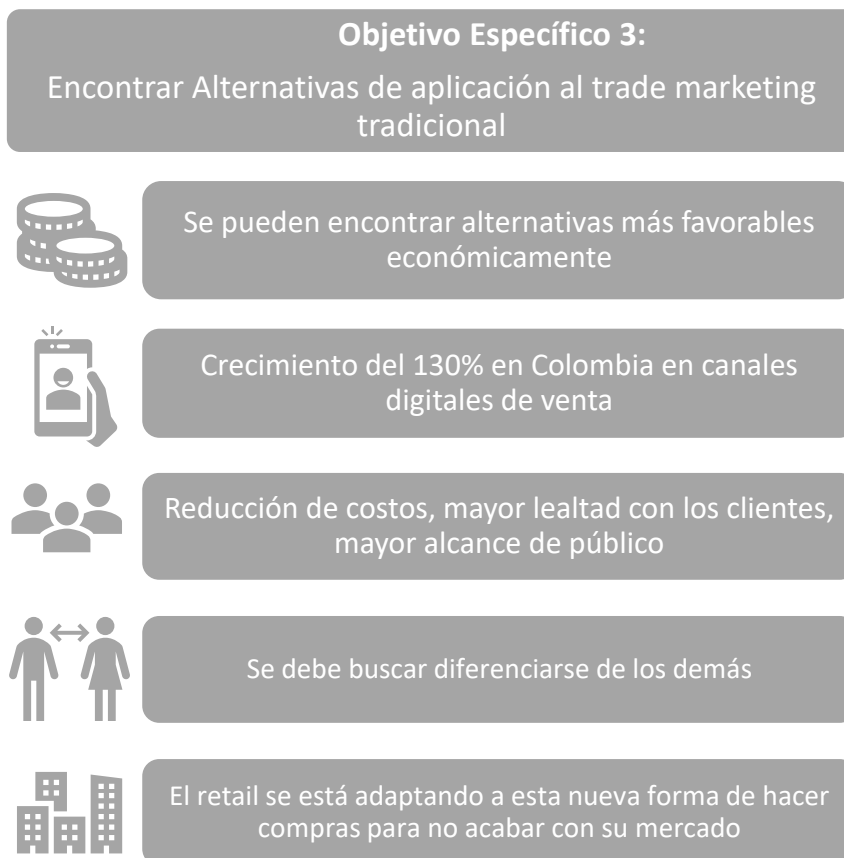 Objetivo Específico 3:
Encontrar Alternativas de aplicación al trade marketing
tradicional
Se pueden encontrar alternativas más favorables
económicamente
Crecimiento del 130% en Colombia en canales
digitales de venta
Reducción de costos, mayor lealtad con los clientes,
mayor alcance de público
Se debe buscar diferenciarse de los demás
El retail se está adaptando a esta nueva forma de hacer
compras para no acabar con su mercado